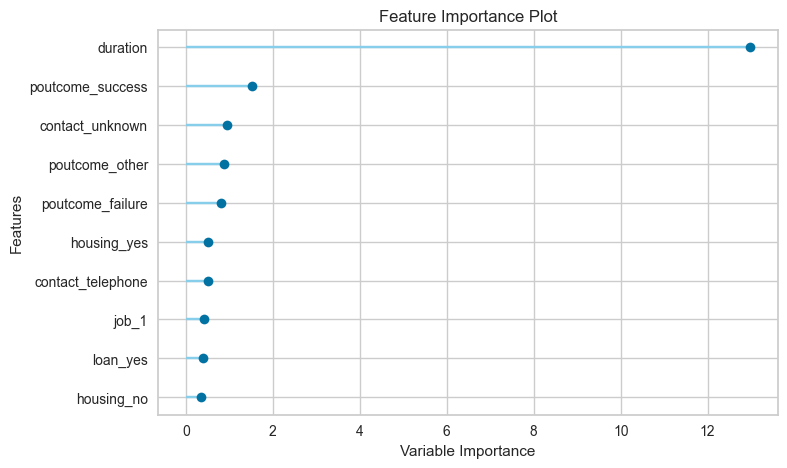 Feature Importance Plot
Features
duration
poutcome_success
contact_unknown
poutcome_other
poutcome_failure
housing_yes
contact_telephone
job_1
loan_yes
housing_no
0 2 4 6 8 10 12
Variable Importance